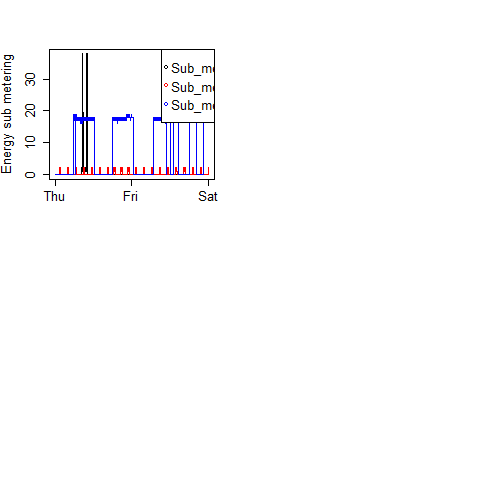 Energy sub metering
30
20
10
0
Sub_me
Sub_me
Sub_me
Thu Fri Sat